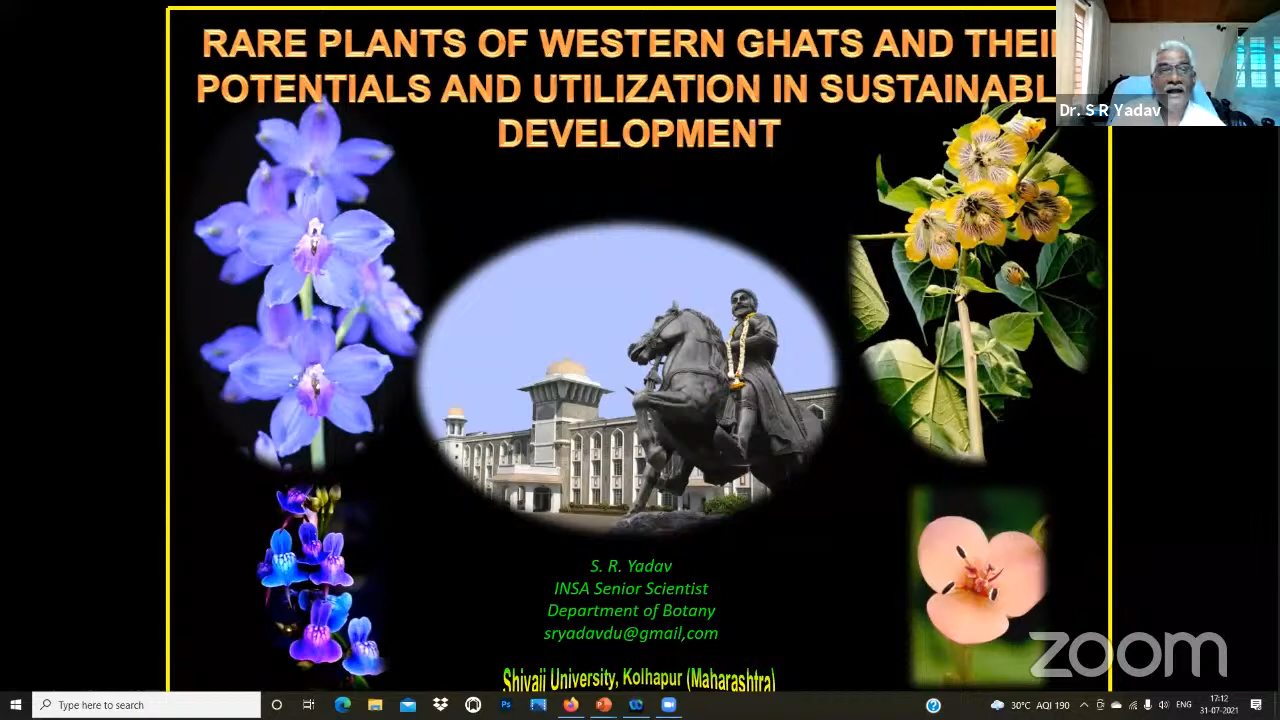 RARE PLANTS OF WESTERN GHATS AND THEI
POTENTIALS AND UTILIZATION IN SUSTAINABL
DEVELOPMENT
Dr. S R Yadav
S. R. Yadav
INSA Senior Scientist
Department of Botany
sryadavdu@gmail,com
Shivaji University, Kolhapur (Maharashtra)
zoom
Type here to search
30°C AQI 190
ENG
17:12
31-07-2021